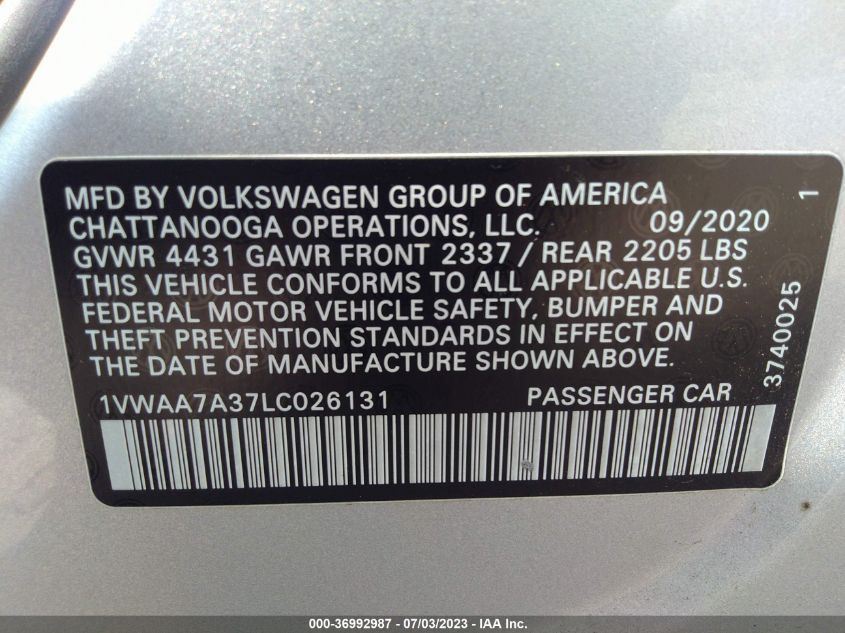 MFD BY VOLKSWAGEN GROUP OF AMERICA
CHATTANOOGA OPERATIONS, LLC. 09/2020
GVWR 4431 GAWR FRONT 2337 / REAR 2205 LBS
THIS VEHICLE CONFORMS TO ALL APPLICABLE U.S.
FEDERAL MOTOR VEHICLE SAFETY, BUMPER AND
THEFT PREVENTION STANDARDS IN EFFECT ON
THE DATE OF MANUFACTURE SHOWN ABOVE.
1VWAA7A37LC026131 PASSENGER CAR
3740025 1
000-36992987 - 07/03/2023 - IAA Inc.